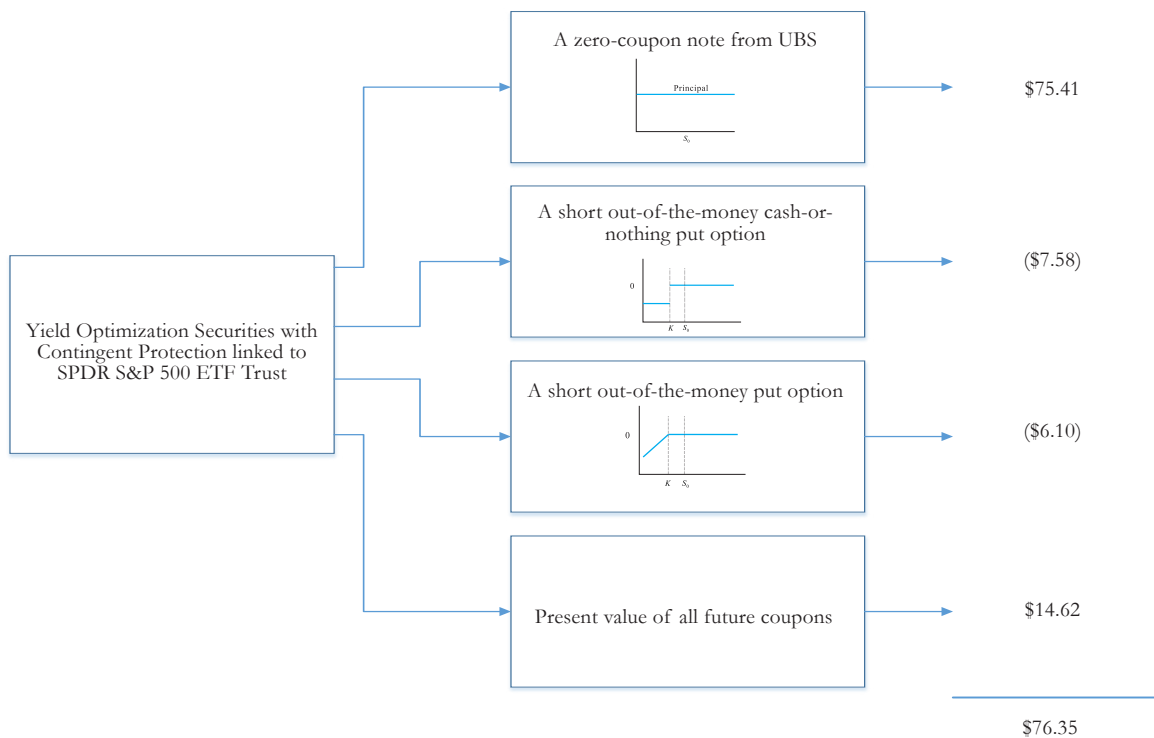 A zero-coupon note from UBS
Principal
S₀
$75.41
A short out-of-the-money cash-or-
nothing put option
0
K
S₀
($7.58)
Yield Optimization Securities with
Contingent Protection linked to
SPDR S&P 500 ETF Trust
A short out-of-the-money put option
0
K
S₀
($6.10)
Present value of all future coupons
$14.62
$76.35